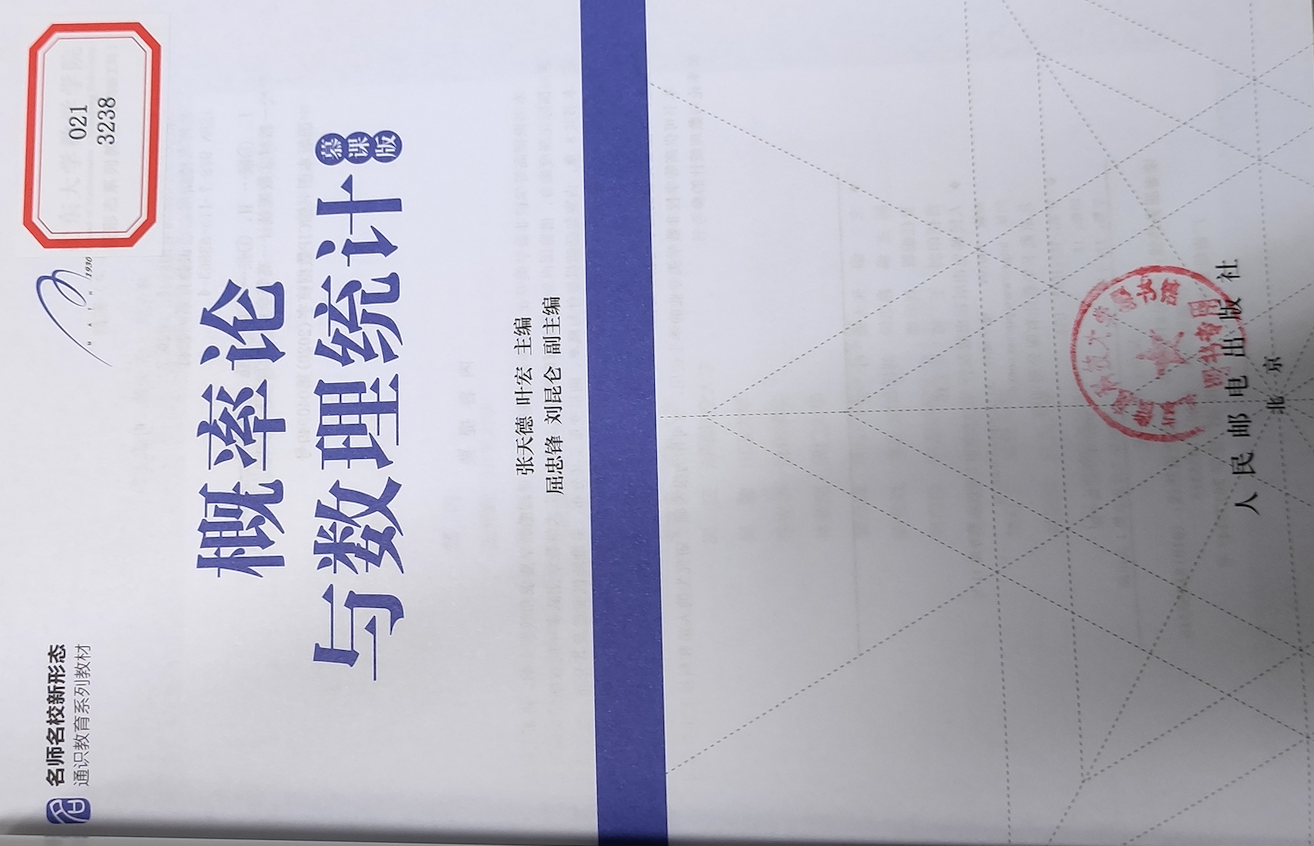 021
3238
名师名校新形态
通识教育系列教材
MATH
1930
概率论
与数理统计
慕课版
张天德 叶宏 主编
屈忠锋 刘昆仑 副主编
人民邮电出版社
北京